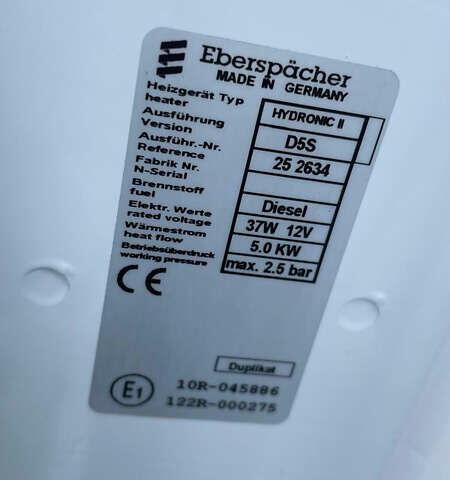 Eberspächer
MADE IN GERMANY
Heizgerät Typ
heater
HYDRONIC II
Ausführung
Version
D5S
Ausführ.-Nr.
Reference
25 2634
Fabrik Nr.
N-Serial
Brennstoff
fuel
Diesel
Elektr. Werte
rated voltage
37W 12V
Wärmestrom
heat flow
5.0 KW
Betriebsüberdruck
working pressure
max. 2.5 bar
CE
Duplikat
E1
10R-045886
122R-000275